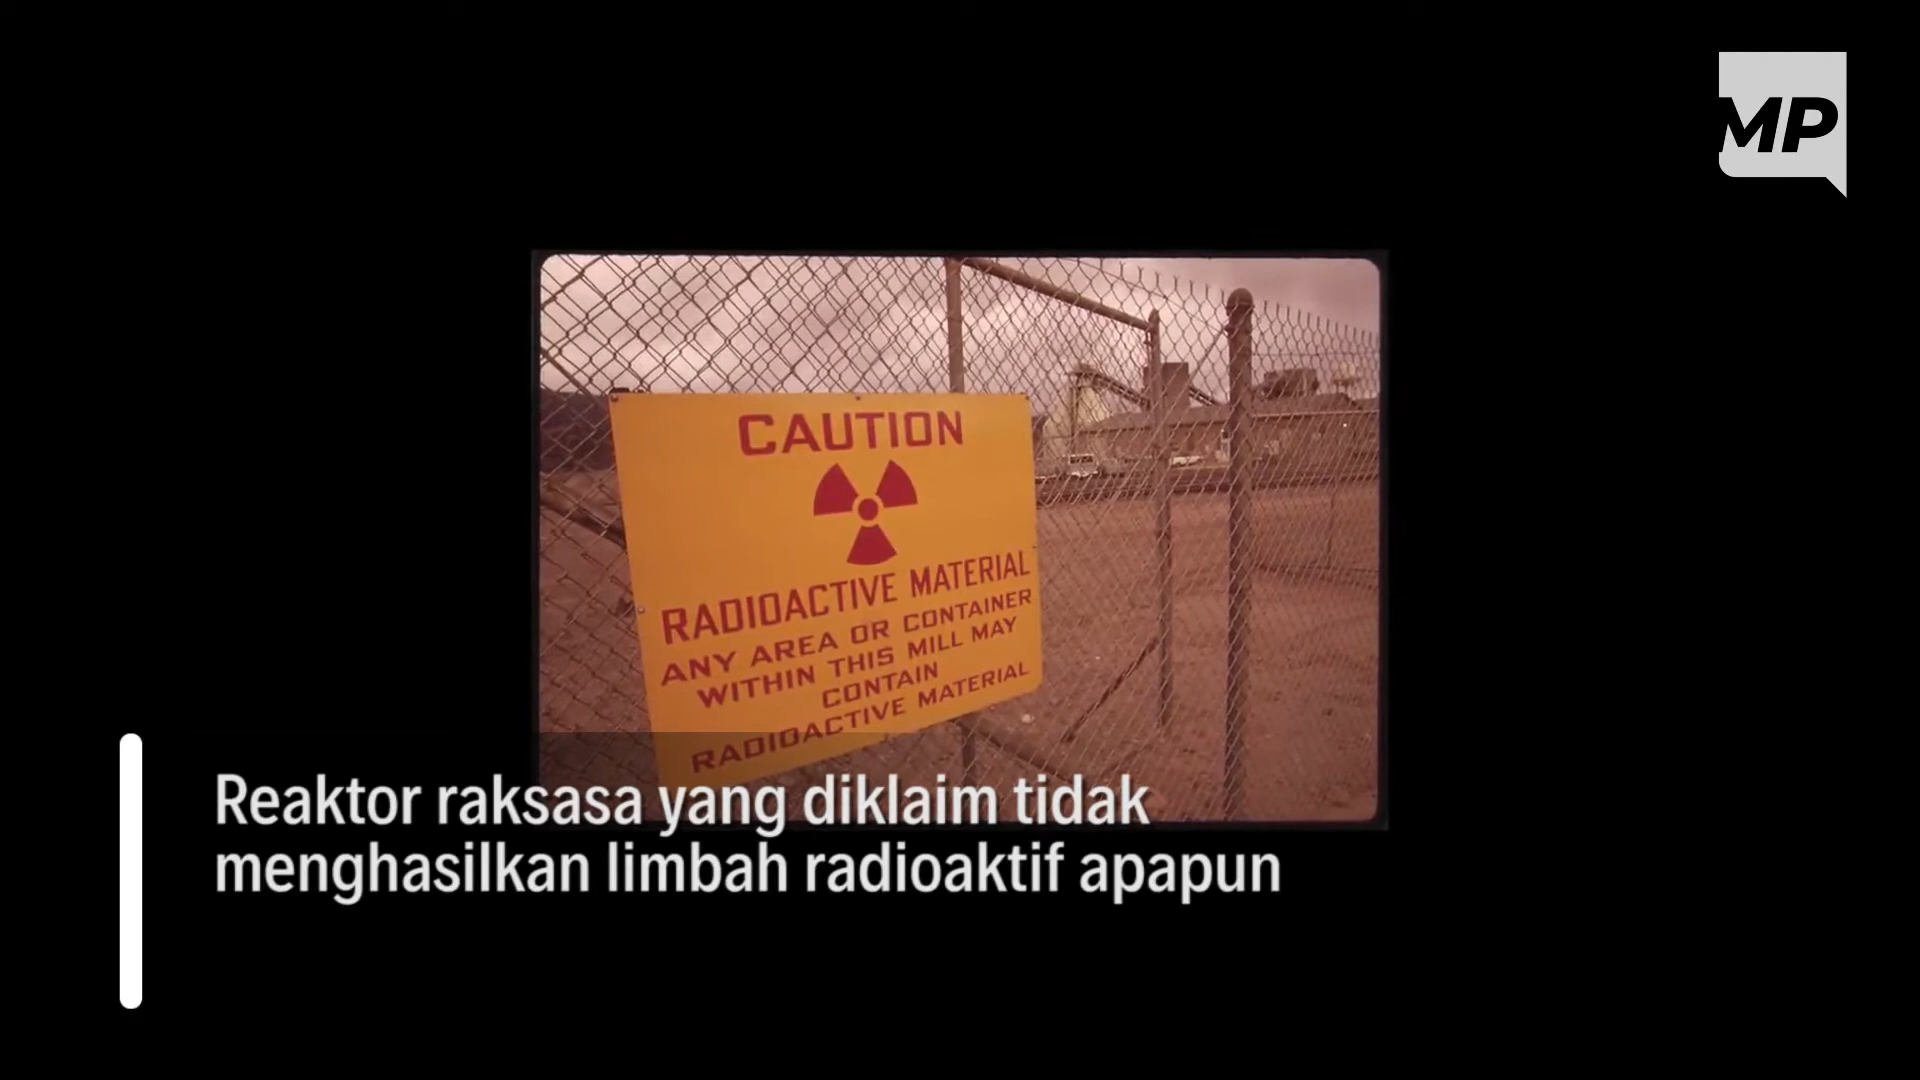 MP
CAUTION
RADIOACTIVE MATERIAL
ANY AREA OR CONTAINER
WITHIN THIS MILL MAY
CONTAIN
RADIOACTIVE MATERIAL
Reaktor raksasa yang diklaim tidak
menghasilkan limbah radioaktif apapun